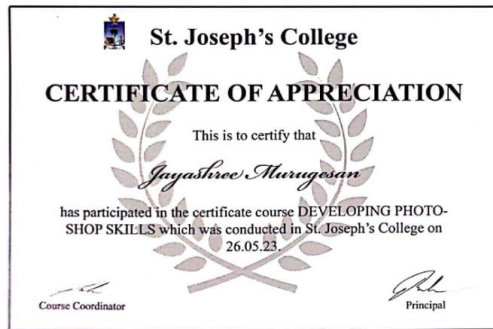 St. Joseph's College
CERTIFICATE OF APPRECIATION
This is to certify that
Jayashree Murugesan
has participated in the certificate course DEVELOPING PHOTO-
SHOP SKILLS which was conducted in St. Joseph's College on
26.05.23.
Course Coordinator
Principal